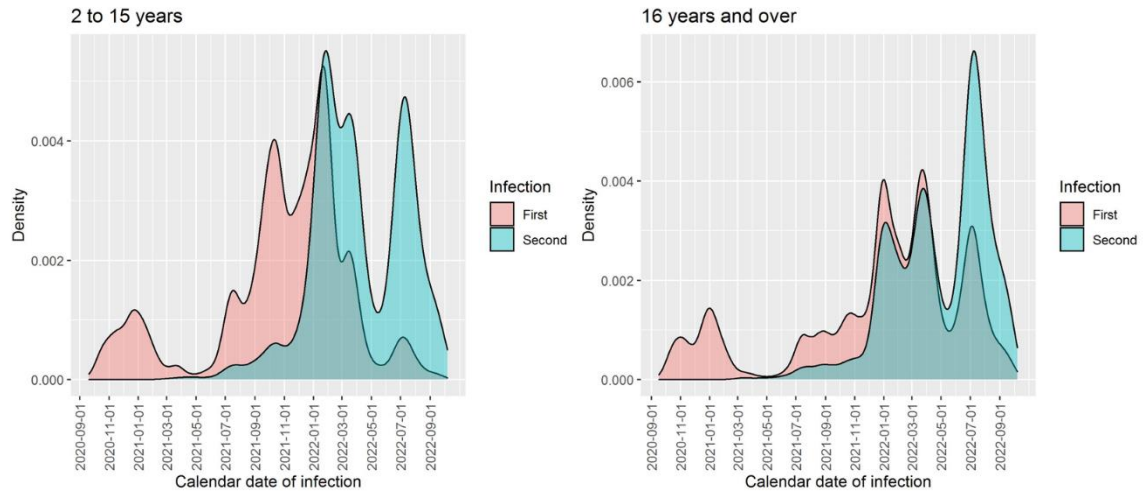 2 to 15 years
Density
0.004
0.002
0.000
2020-09-01
2020-11-01
2021-01-01
2021-03-01
2021-05-01
2021-07-01
2021-09-01
2021-11-01
2022-01-01
2022-03-01
2022-05-01
2022-07-01
2022-09-01
Calendar date of infection
Infection
First
Second
16 years and over
Density
0.006
0.004
0.002
0.000
2020-09-01
2020-11-01
2021-01-01
2021-03-01
2021-05-01
2021-07-01
2021-09-01
2021-11-01
2022-01-01
2022-03-01
2022-05-01
2022-07-01
2022-09-01
Calendar date of infection
Infection
First
Second